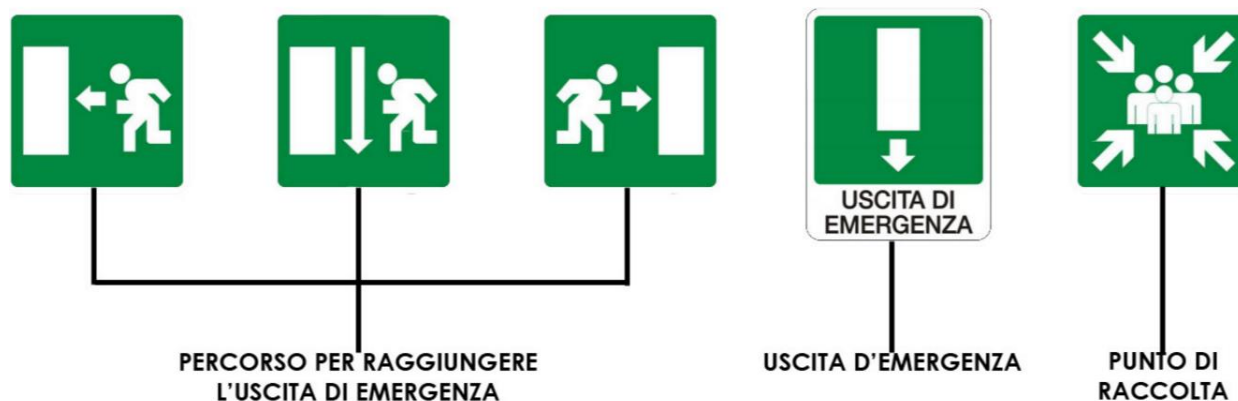 USCITA DI
EMERGENZA
PERCORSO PER RAGGIUNGERE
L'USCITA DI EMERGENZA
USCITA D'EMERGENZA
PUNTO DI
RACCOLTA